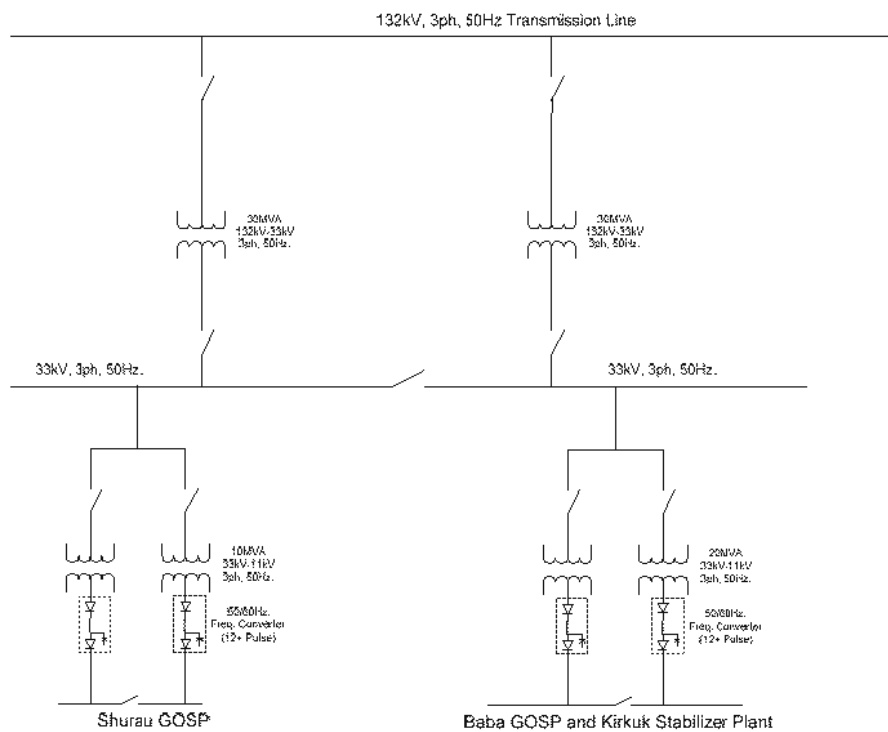 132kV, 3ph, 50Hz Transmission Line
30MVA
132kV-33kV
3ph, 50Hz.
30MVA
132kV-33kV
3ph, 50Hz.
33kV, 3ph, 50Hz.
33kV, 3ph, 50Hz.
10MVA
33kV-11kV
3ph, 50Hz.
20MVA
33kV-11kV
3ph, 50Hz.
50/60Hz.
Freq. Converter
(12+ Pulse)
50/60Hz.
Freq. Converter
(12+ Pulse)
Shurau GOSP
Baba GOSP and Kirkuk Stabilizer Plant